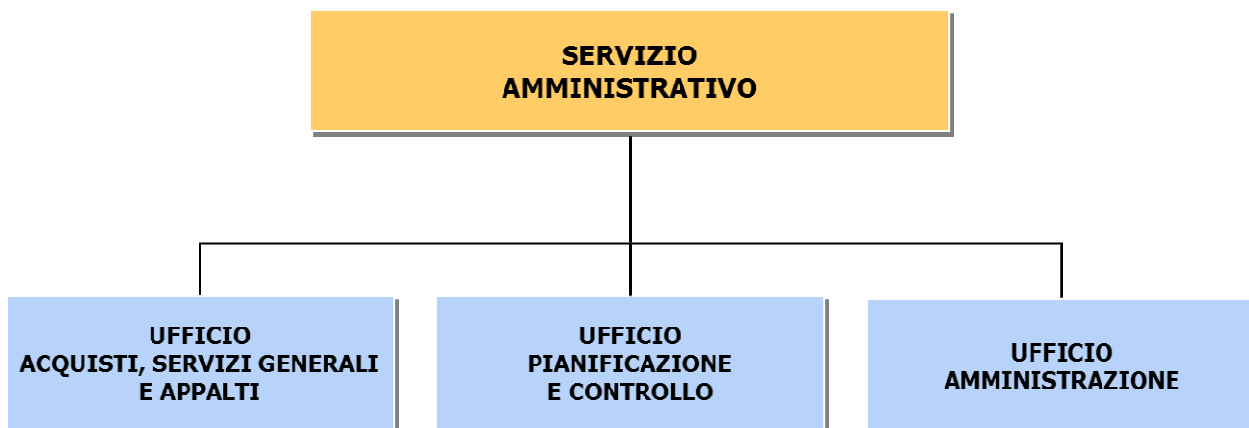 SERVIZIO
AMMINISTRATIVO
UFFICIO
ACQUISTI, SERVIZI GENERALI
E APPALTI
UFFICIO
PIANIFICAZIONE
E CONTROLLO
UFFICIO
AMMINISTRAZIONE